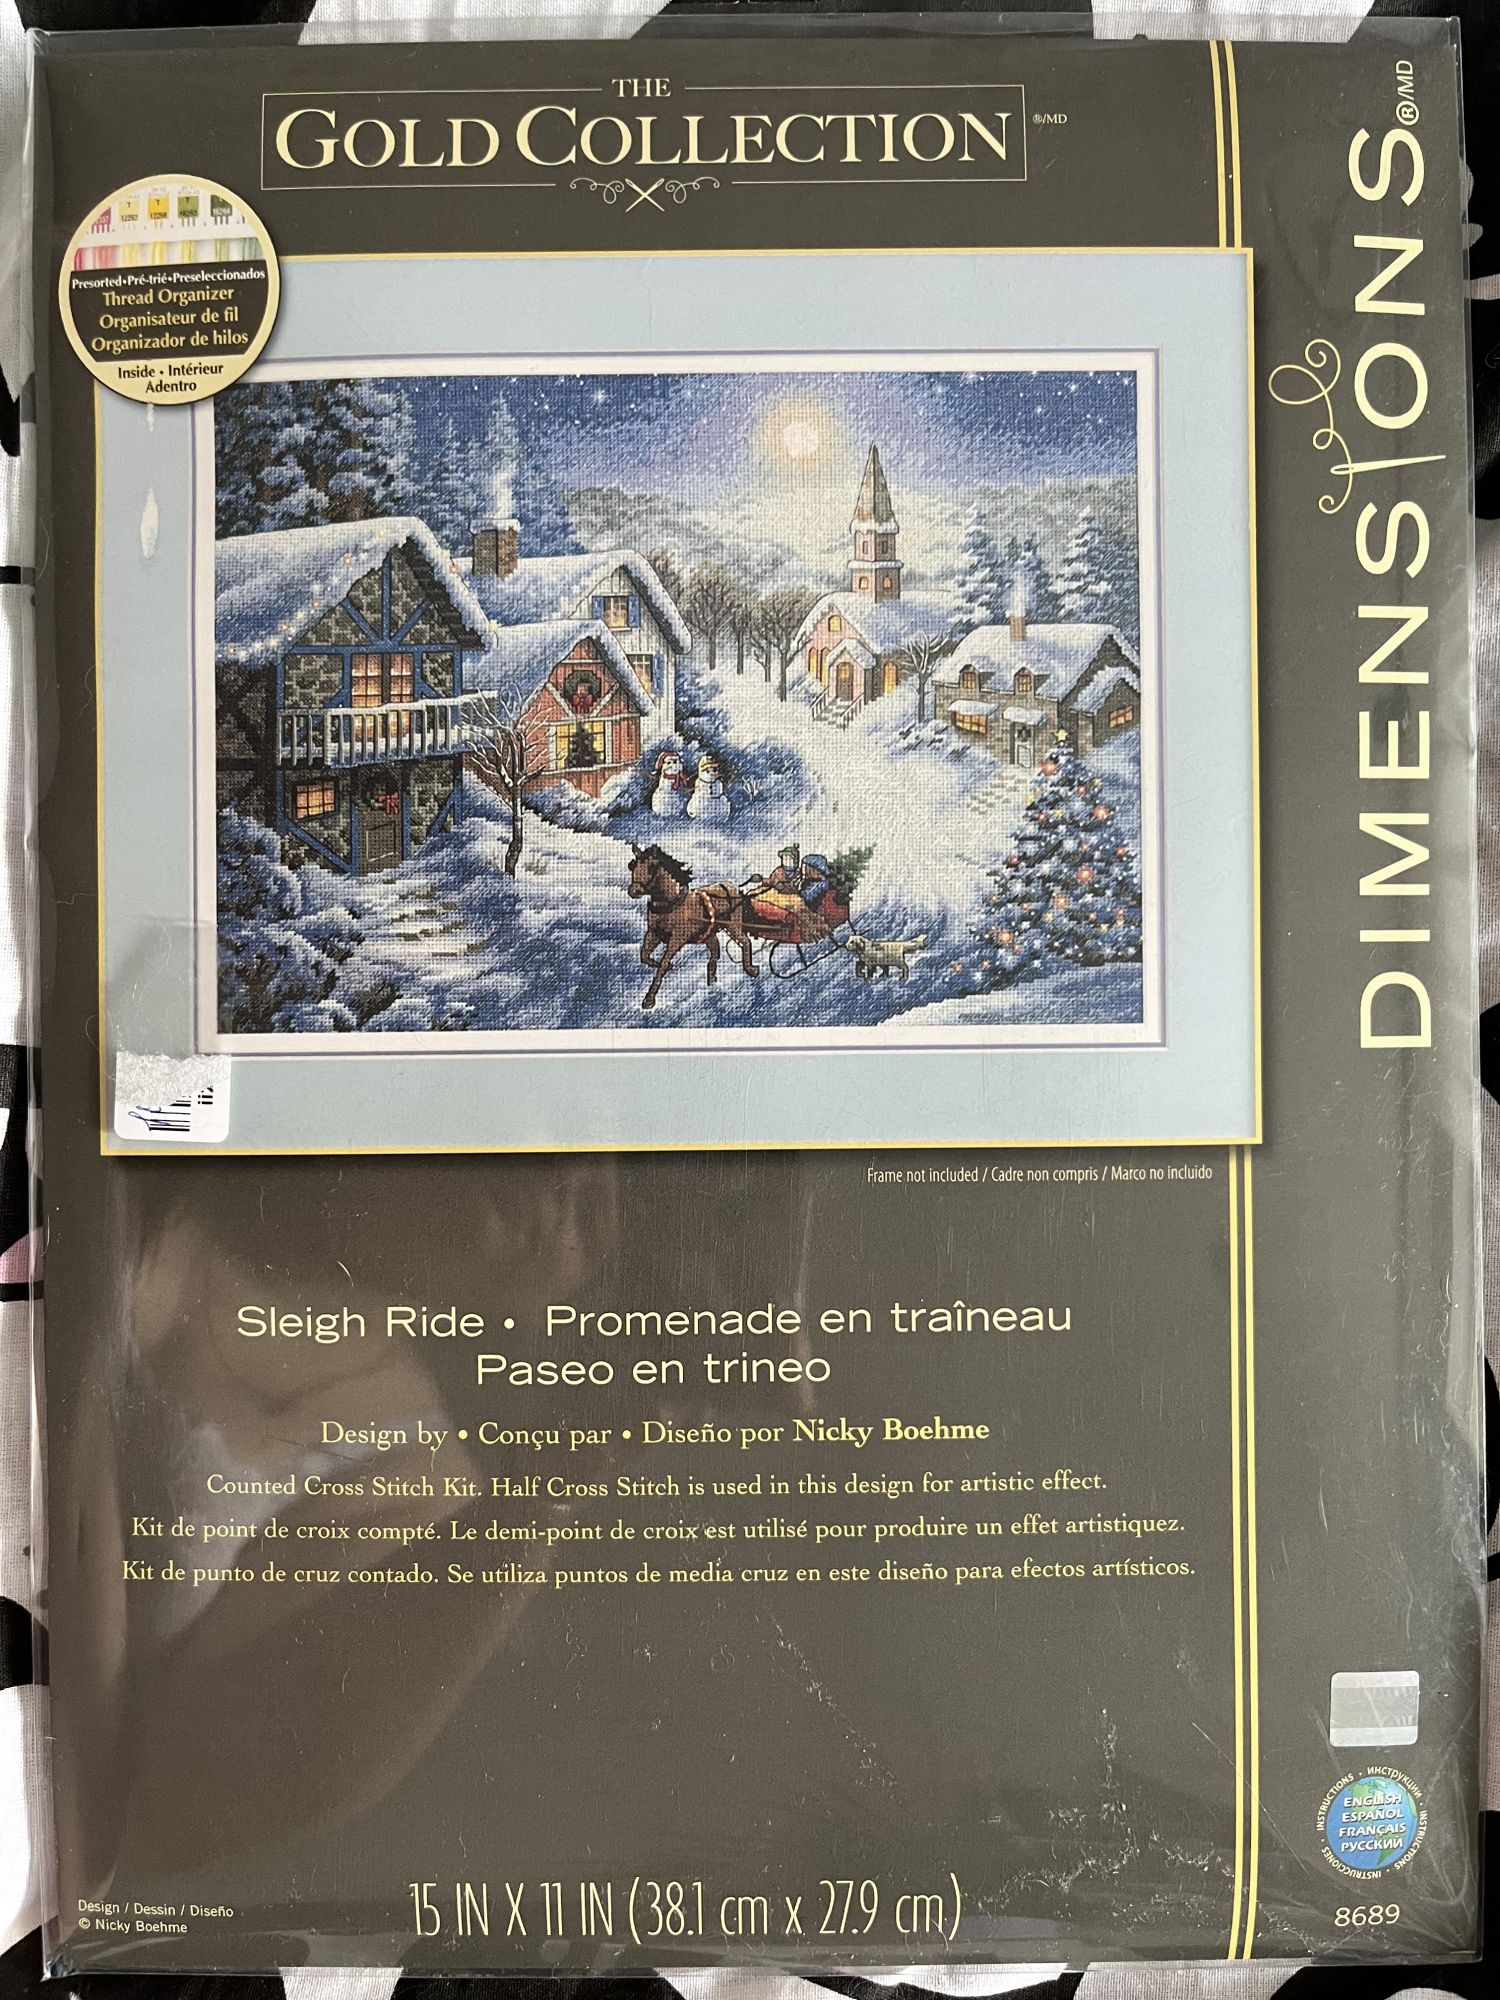 THE
GOLD COLLECTION ®/MD
DIMENSIONS®/MD
Presorted•Pré-trié•Preseleccionados
Thread Organizer
Organisateur de fil
Organizador de hilos
Inside • Intérieur
Adentro
Frame not included / Cadre non compris / Marco no incluido
Sleigh Ride • Promenade en traîneau
Paseo en trineo
Design by • Conçu par • Diseño por Nicky Boehme
Counted Cross Stitch Kit. Half Cross Stitch is used in this design for artistic effect.
Kit de point de croix compté. Le demi-point de croix est utilisé pour produire un effet artistiquez.
Kit de punto de cruz contado. Se utiliza puntos de media cruz en este diseño para efectos artísticos.
INSTRUCTIONS • ИНСТРУКЦИИ • INSTRUCTIONS • INSTRUCCIONES •
ENGLISH
ESPAÑOL
FRANÇAIS
РУССКИЙ
8689
Design / Dessin / Diseño
© Nicky Boehme
15 IN X 11 IN (38.1 cm x 27.9 cm)